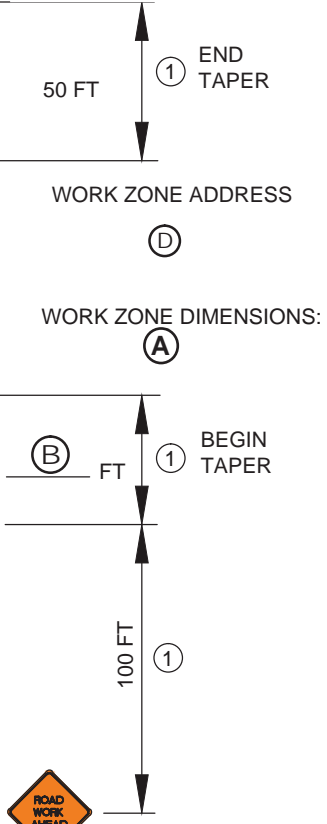 50 FT
① END
TAPER
WORK ZONE ADDRESS
Ⓓ
WORK ZONE DIMENSIONS:
Ⓐ
Ⓑ FT
① BEGIN
TAPER
100 FT
①
ROAD
WORK
AHEAD